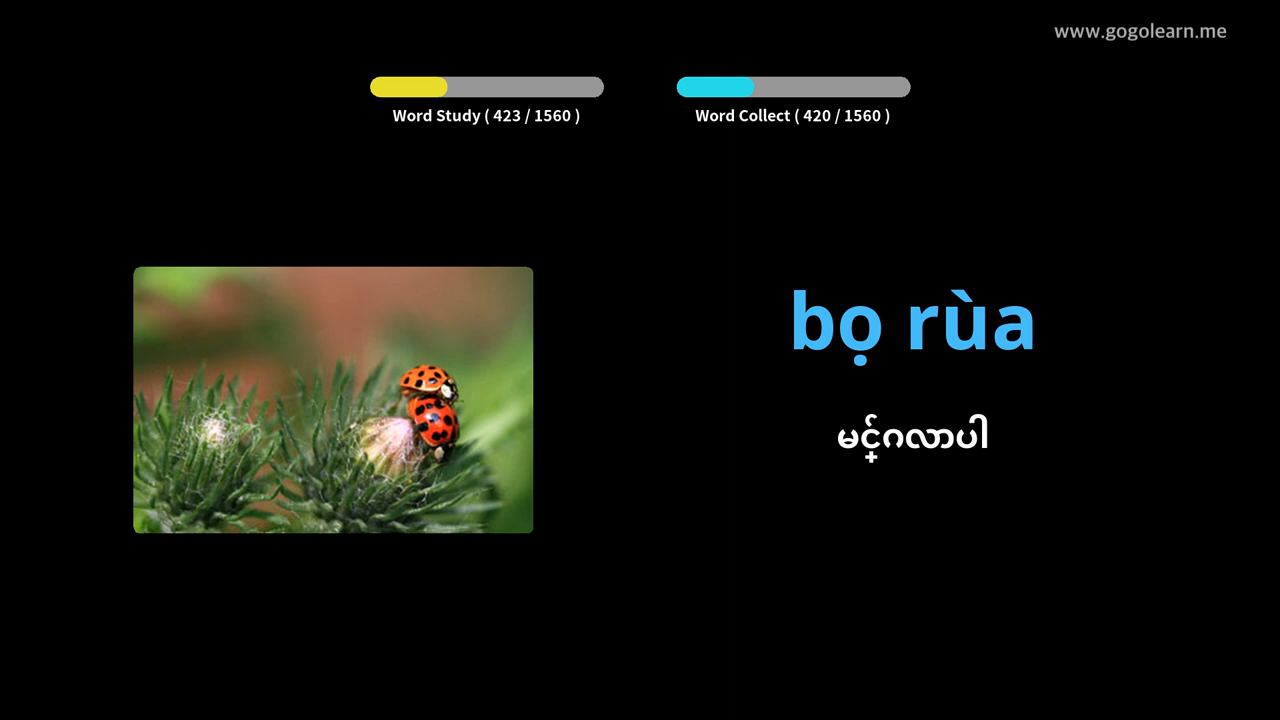 www.gogolearn.me
Word Study ( 423 / 1560 )
Word Collect ( 420 / 1560 )
bọ rùa
မင်္ဂလာပါ